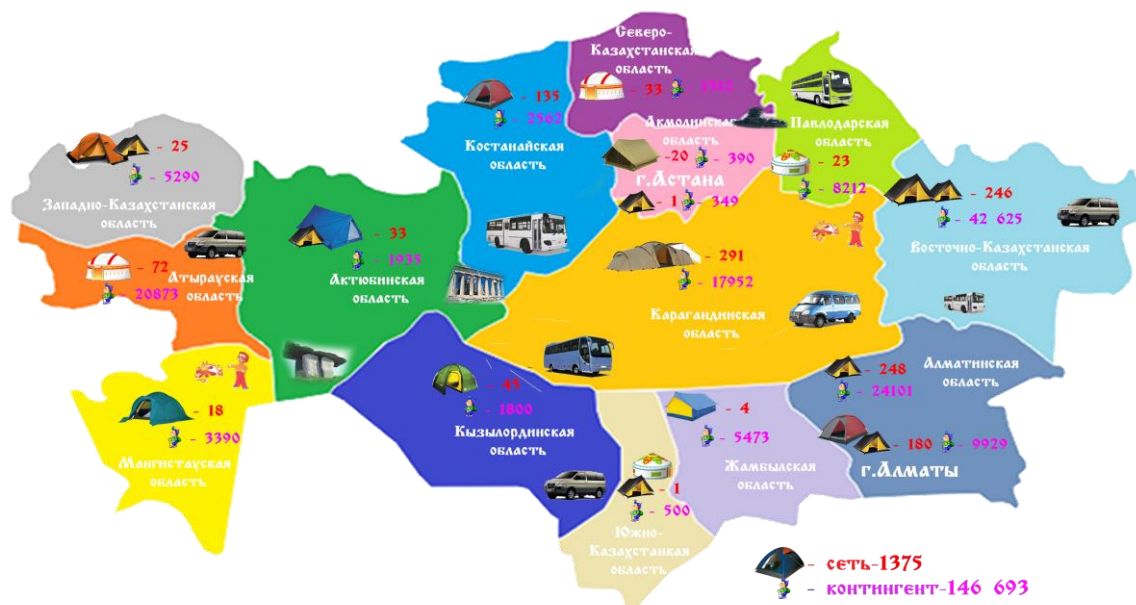 Северо-
Казахстанская
область
- 33 -
- 135
- 2562
Костанайская
область
Акмолинская
область
-20 - 390
г.Астана
- 1 - 349
Павлодарская
область
- 23
- 8212
- 25
- 5290
Западно-Казахстанская
область
- 246
- 42 625
Восточно-Казахстанская
область
- 33
- 1935
Актюбинская
область
- 72
- 20873
Атырауская
область
- 291
- 17952
Карагандинская
область
- 18
- 3390
Мангистауская
область
- 45
- 1800
Кызылординская
область
- 4
- 5473
Жамбылская
область
Алматинская
область
- 248
- 24101
- 180 - 9929
г.Алматы
- 1
- 500
Южно-
Казахстанкая
область
- сеть-1375
- контингент-146 693